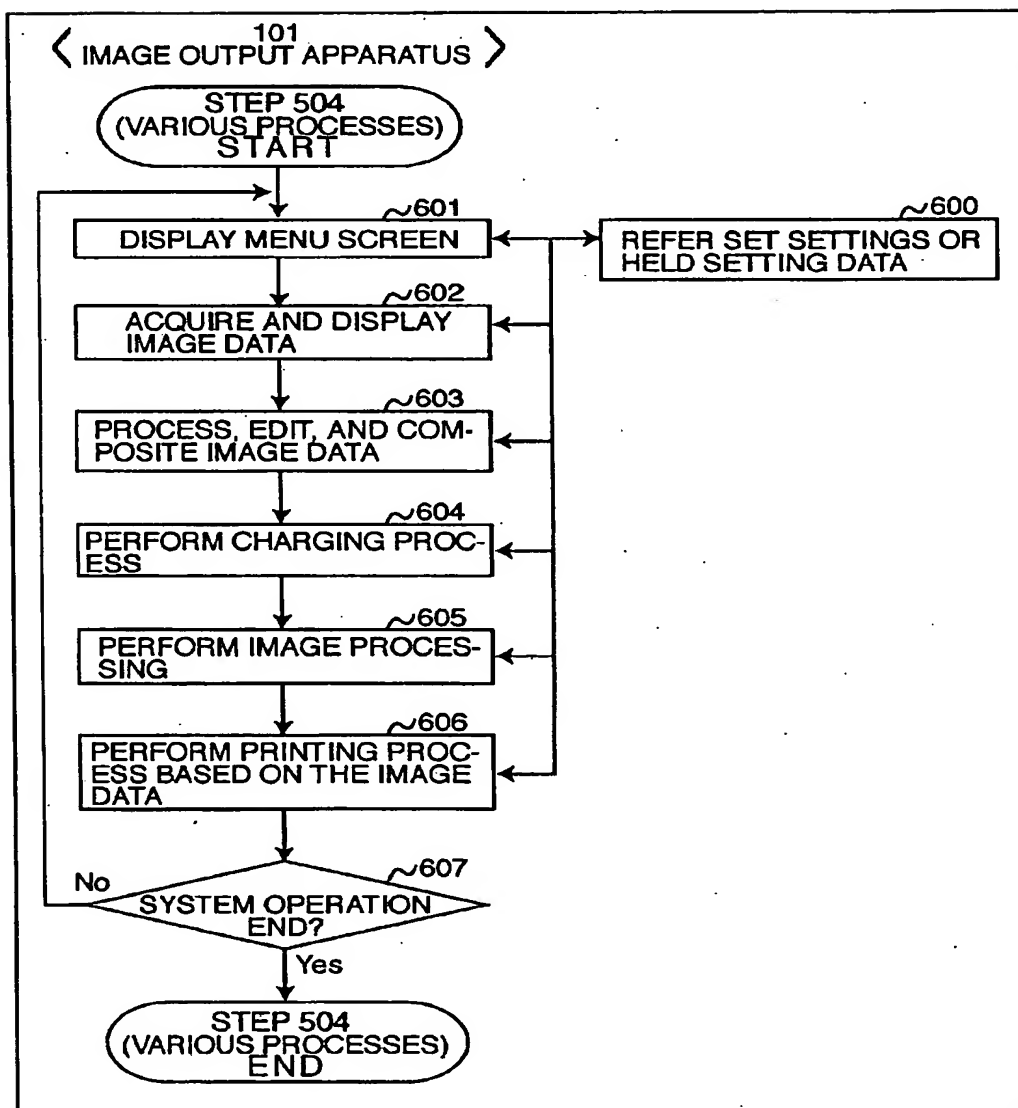 101
< IMAGE OUTPUT APPARATUS >
STEP 504
(VARIOUS PROCESSES)
START
601
DISPLAY MENU SCREEN
600
REFER SET SETTINGS OR
HELD SETTING DATA
602
ACQUIRE AND DISPLAY
IMAGE DATA
603
PROCESS, EDIT, AND COM-
POSITE IMAGE DATA
604
PERFORM CHARGING PROC-
ESS
605
PERFORM IMAGE PROCES-
SING
606
PERFORM PRINTING PROC-
ESS BASED ON THE IMAGE
DATA
607
No
SYSTEM OPERATION
END?
Yes
STEP 504
(VARIOUS PROCESSES)
END